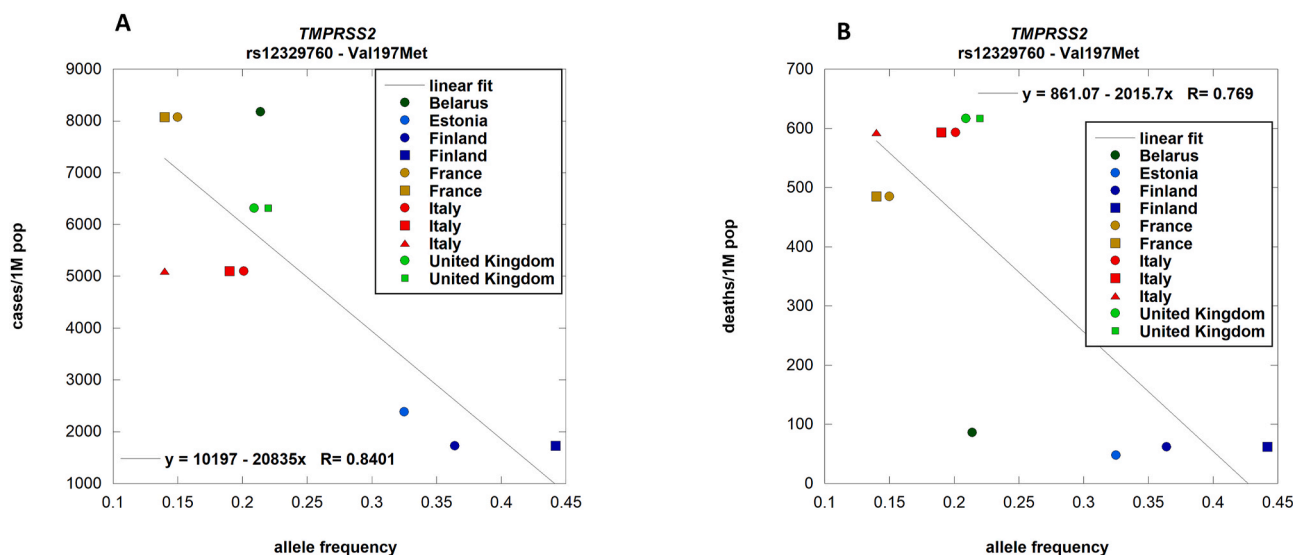 A
TMPRSS2
rs12329760 - Val197Met
9000
8000
7000
6000
5000
4000
3000
2000
1000
cases/1M pop
linear fit
Belarus
Estonia
Finland
Finland
France
France
Italy
Italy
Italy
United Kingdom
United Kingdom
y = 10197 - 20835x R= 0.8401
0.1 0.15 0.2 0.25 0.3 0.35 0.4 0.45
allele frequency
B
TMPRSS2
rs12329760 - Val197Met
700
600
500
400
300
200
100
0
deaths/1M pop
y = 861.07 - 2015.7x R= 0.769
linear fit
Belarus
Estonia
Finland
Finland
France
France
Italy
Italy
Italy
United Kingdom
United Kingdom
0.1 0.15 0.2 0.25 0.3 0.35 0.4 0.45
allele frequency